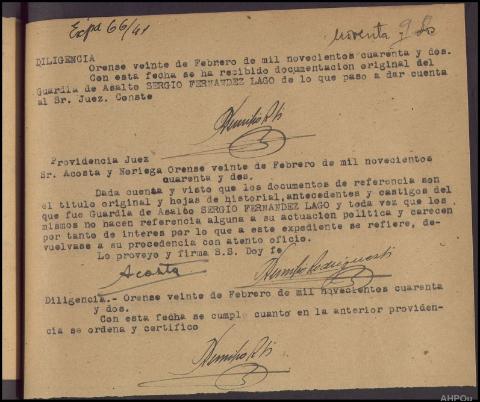 Expe 66/41
noventa 90
DILIGENCIA
Orense veinte de Febrero de mil novecientos cuarenta y dos.
Con esta fecha se ha recibido documentacion original del
Guardia de Asalto SERGIO FERNANDEZ LAGO de lo que paso a dar cuenta
al Sr. Juez. Conste
Providencia Juez
Sr. Acosta y Noriega Orense veinte de Febrero de mil novecientos
cuarenta y dos.
Dada cuenta y visto que los documentos de referencia son
el titulo original y hojas de historial, antecedentes y castigos del
que fue Guardia de Asalto SERGIO FERNANDEZ LAGO y toda vez que los
mismos no hacen referencia alguna a su actuacion politica y carecen
por tanto de interes por lo que a este expediente se refiere, de-
vuelvase a su procedencia con atento oficio.
Lo proveyo y firma S.S. Doy fe
Acosta
Diligencia.- Orense veinte de Febrero de mil novecientos cuarenta
y dos.
Con esta fecha se cumple cuanto en la anterior providen-
cia se ordena y certifico
AHPOu